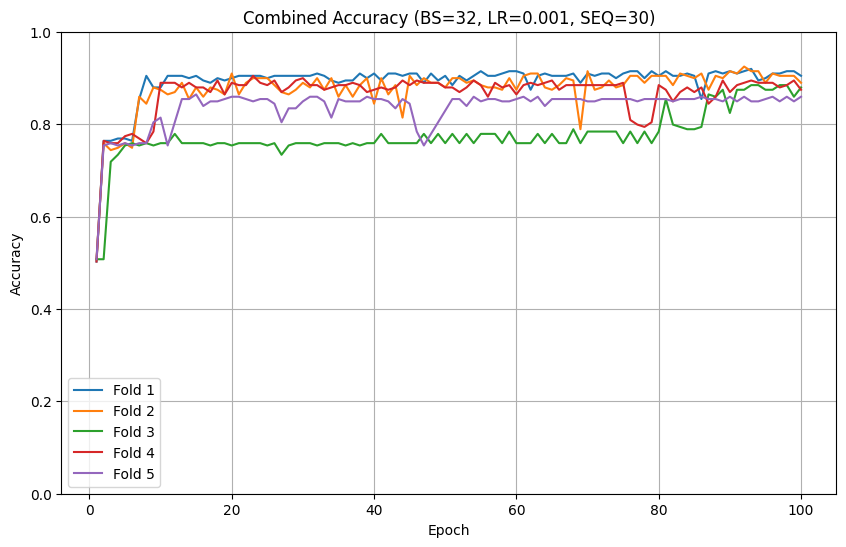 Combined Accuracy (BS=32, LR=0.001, SEQ=30)
1.0
0.8
0.6
0.4
0.2
0.0
Accuracy
Fold 1
Fold 2
Fold 3
Fold 4
Fold 5
0 20 40 60 80 100
Epoch